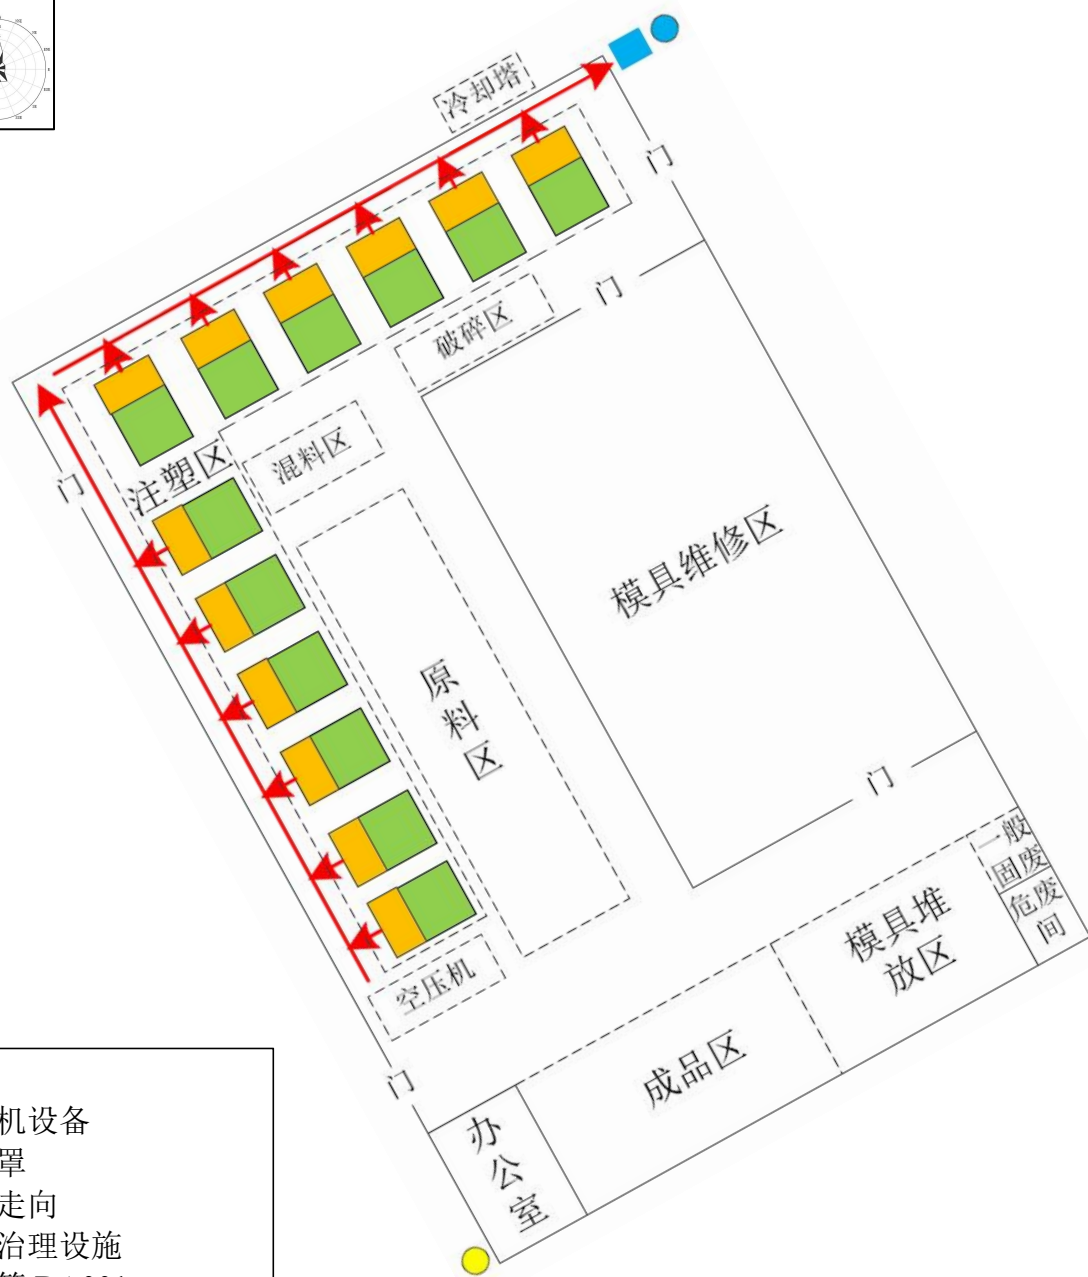 冷却塔
门
门
破碎区
混料区
注塑区
门
模具维修区
原
料
区
门
一般
固废
危废
间
模具堆
放区
空压机
成品区
门
办
公
室
机设备
罩
走向
治理设施